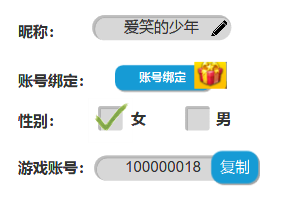 昵称： 爱笑的少年
账号绑定： 账号绑定
性别： 女 男
游戏账号： 100000018 复制